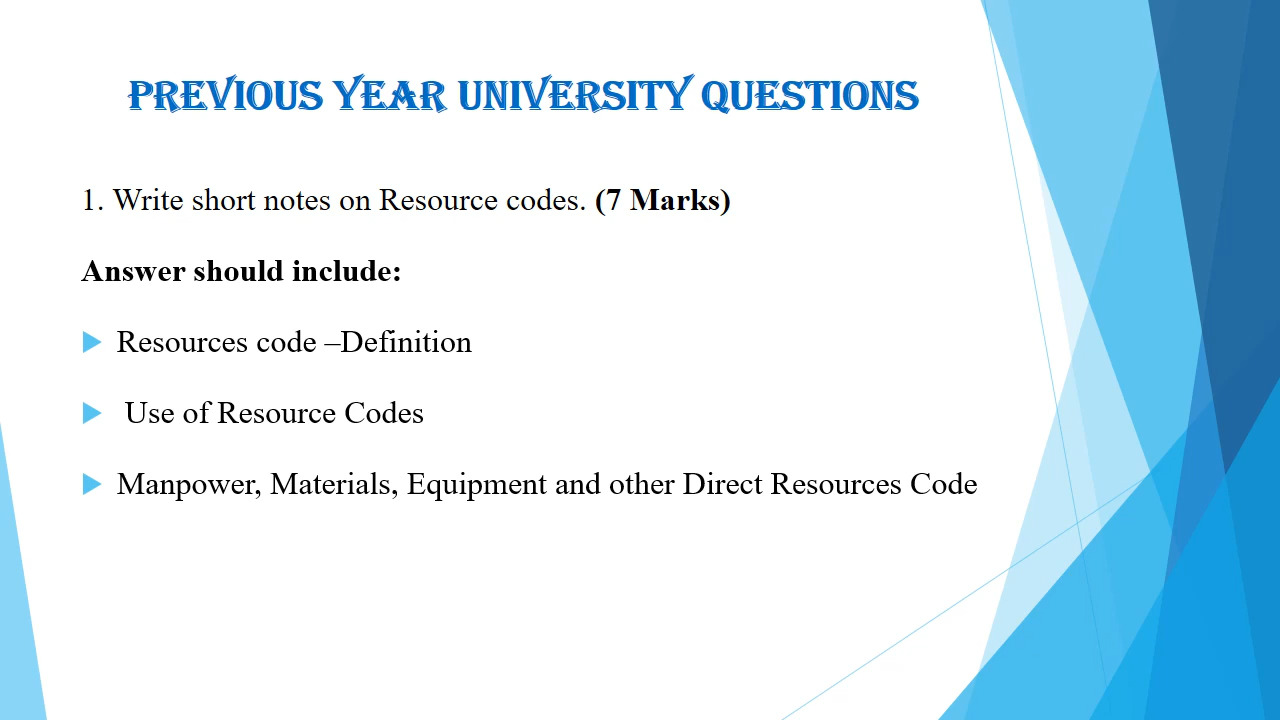 PREVIOUS YEAR UNIVERSITY QUESTIONS
1. Write short notes on Resource codes. (7 Marks)
Answer should include:
Resources code –Definition
Use of Resource Codes
Manpower, Materials, Equipment and other Direct Resources Code